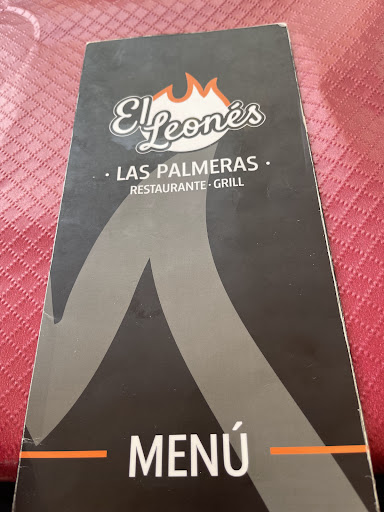 El
Leonés
· LAS PALMERAS ·
RESTAURANTE · GRILL
MENÚ